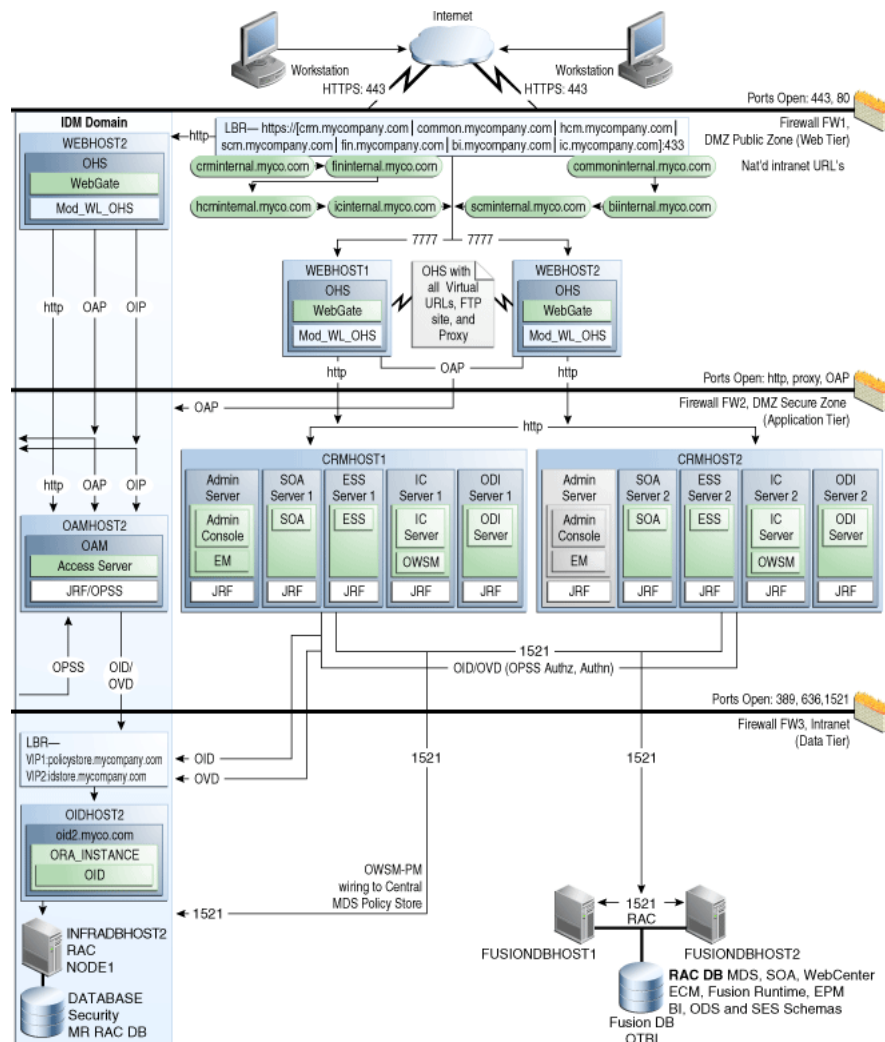 Internet
Workstation
Workstation
HTTPS: 443
HTTPS: 443
Ports Open: 443, 80
Firewall FW1,
DMZ Public Zone (Web Tier)
Nat'd intranet URL's
IDM Domain
WEBHOST2
OHS
WebGate
Mod_WL_OHS
http
LBR— https://[crm.mycompany.com | common.mycompany.com | hcm.mycompany.com |
scm.mycompany.com | fin.mycompany.com | bi.mycompany.com | ic.mycompany.com]:433
crminternal.myco.com
fininternal.myco.com
commoninternal.myco.com
hcminternal.myco.com
icinternal.myco.com
scminternal.myco.com
biinternal.myco.com
7777
7777
WEBHOST1
OHS
WebGate
Mod_WL_OHS
OHS with
all Virtual
URLs, FTP
site, and
Proxy
WEBHOST2
OHS
WebGate
Mod_WL_OHS
http
OAP
OIP
http
OAP
http
Ports Open: http, proxy, OAP
Firewall FW2, DMZ Secure Zone
(Application Tier)
OAP
http
http
OAP
OIP
CRMHOST1
Admin
Server
Admin
Console
EM
JRF
SOA
Server 1
SOA
JRF
ESS
Server 1
ESS
JRF
IC
Server 1
IC
Server
OWSM
JRF
ODI
Server 1
ODI
Server
JRF
CRMHOST2
Admin
Server
Admin
Console
EM
JRF
SOA
Server 2
SOA
JRF
ESS
Server 2
ESS
JRF
IC
Server 2
IC
Server
OWSM
JRF
ODI
Server 2
ODI
Server
JRF
OAMHOST2
OAM
Access Server
JRF/OPSS
OPSS
OID/
OVD
1521
OID/OVD (OPSS Authz, Authn)
Ports Open: 389, 636,1521
Firewall FW3, Intranet
(Data Tier)
LBR—
VIP1:policystore.mycompany.com
VIP2:idstore.mycompany.com
OID
OVD
1521
1521
OIDHOST2
oid2.myco.com
ORA_INSTANCE
OID
OWSM-PM
wiring to Central
MDS Policy Store
1521
INFRADBHOST2
RAC
NODE1
DATABASE
Security
MR RAC DB
1521
RAC
FUSIONDBHOST1
FUSIONDBHOST2
RAC DB MDS, SOA, WebCenter
ECM, Fusion Runtime, EPM
BI, ODS and SES Schemas
Fusion DB